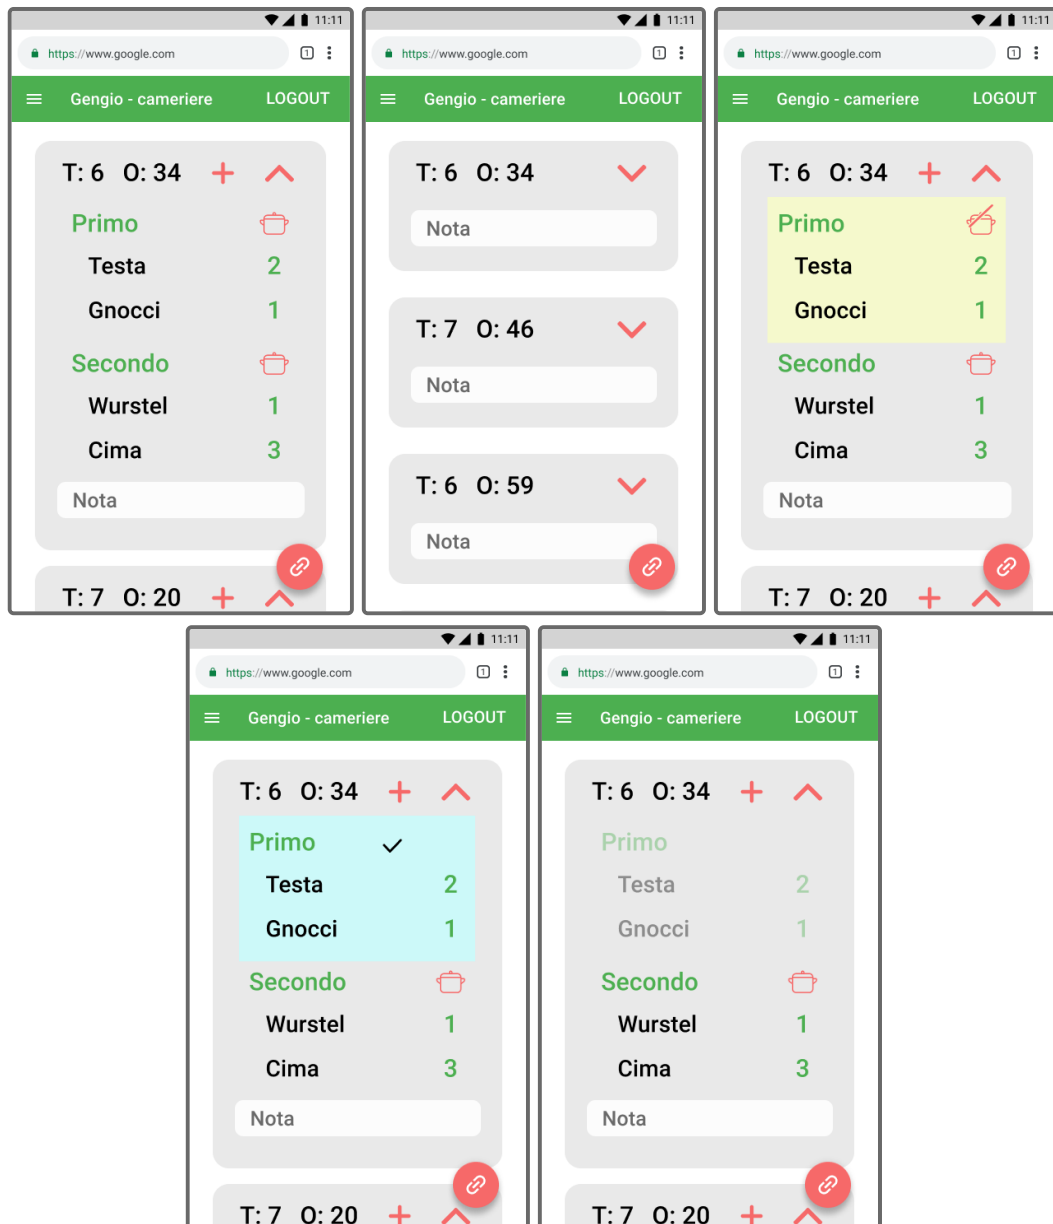 11:11
https://www.google.com 1
Gengio - cameriere LOGOUT
T: 6 O: 34
Primo
Testa 2
Gnocci 1
Secondo
Wurstel 1
Cima 3
Nota
T: 7 O: 20
11:11
https://www.google.com 1
Gengio - cameriere LOGOUT
T: 6 O: 34
Nota
T: 7 O: 46
Nota
T: 6 O: 59
Nota
11:11
https://www.google.com 1
Gengio - cameriere LOGOUT
T: 6 O: 34
Primo
Testa 2
Gnocci 1
Secondo
Wurstel 1
Cima 3
Nota
T: 7 O: 20
11:11
https://www.google.com 1
Gengio - cameriere LOGOUT
T: 6 O: 34
Primo
Testa 2
Gnocci 1
Secondo
Wurstel 1
Cima 3
Nota
T: 7 O: 20
11:11
https://www.google.com 1
Gengio - cameriere LOGOUT
T: 6 O: 34
Primo
Testa 2
Gnocci 1
Secondo
Wurstel 1
Cima 3
Nota
T: 7 O: 20